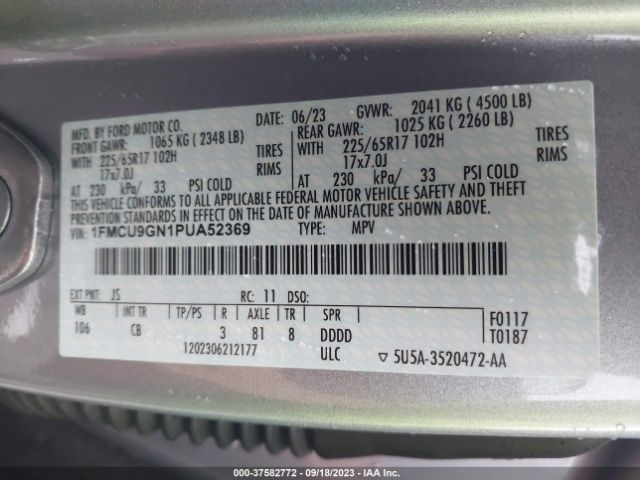 MFD. BY FORD MOTOR CO.
DATE: 06/23 GVWR: 2041 KG ( 4500 LB)
FRONT GAWR: 1065 KG ( 2348 LB) REAR GAWR: 1025 KG ( 2260 LB)
WITH 225/65R17 102H TIRES WITH 225/65R17 102H TIRES
17x7.0J RIMS 17x7.0J RIMS
AT 230 kPa/ 33 PSI COLD AT 230 kPa/ 33 PSI COLD
THIS VEHICLE CONFORMS TO ALL APPLICABLE FEDERAL MOTOR VEHICLE SAFETY AND THEFT
PREVENTION STANDARDS IN EFFECT ON THE DATE OF MANUFACTURE SHOWN ABOVE.
VIN: 1FMCU9GN1PUA52369 TYPE: MPV
EXT PNT: JS RC: 11 DSO:
WB INT TR TP/PS R AXLE TR SPR F0117
106 CB 3 81 8 DDDD T0187
1202306212177 ULC ▽ 5U5A-3520472-AA
000-37582772 - 09/18/2023 - IAA Inc.